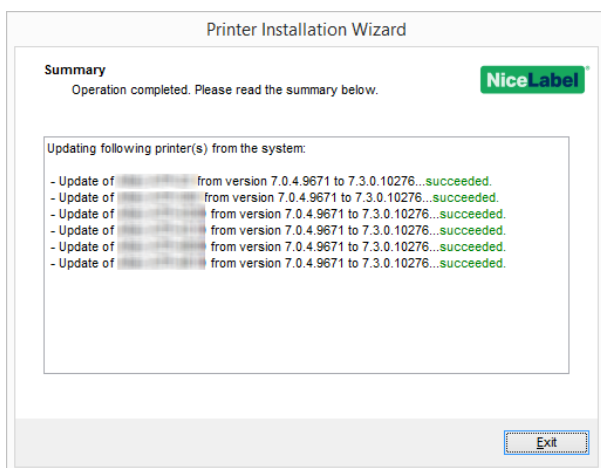 Printer Installation Wizard
Summary
Operation completed. Please read the summary below.
NiceLabel
Updating following printer(s) from the system:
- Update of from version 7.0.4.9671 to 7.3.0.10276...succeeded.
- Update of from version 7.0.4.9671 to 7.3.0.10276...succeeded.
- Update of from version 7.0.4.9671 to 7.3.0.10276...succeeded.
- Update of from version 7.0.4.9671 to 7.3.0.10276...succeeded.
- Update of from version 7.0.4.9671 to 7.3.0.10276...succeeded.
- Update of from version 7.0.4.9671 to 7.3.0.10276...succeeded.
Exit